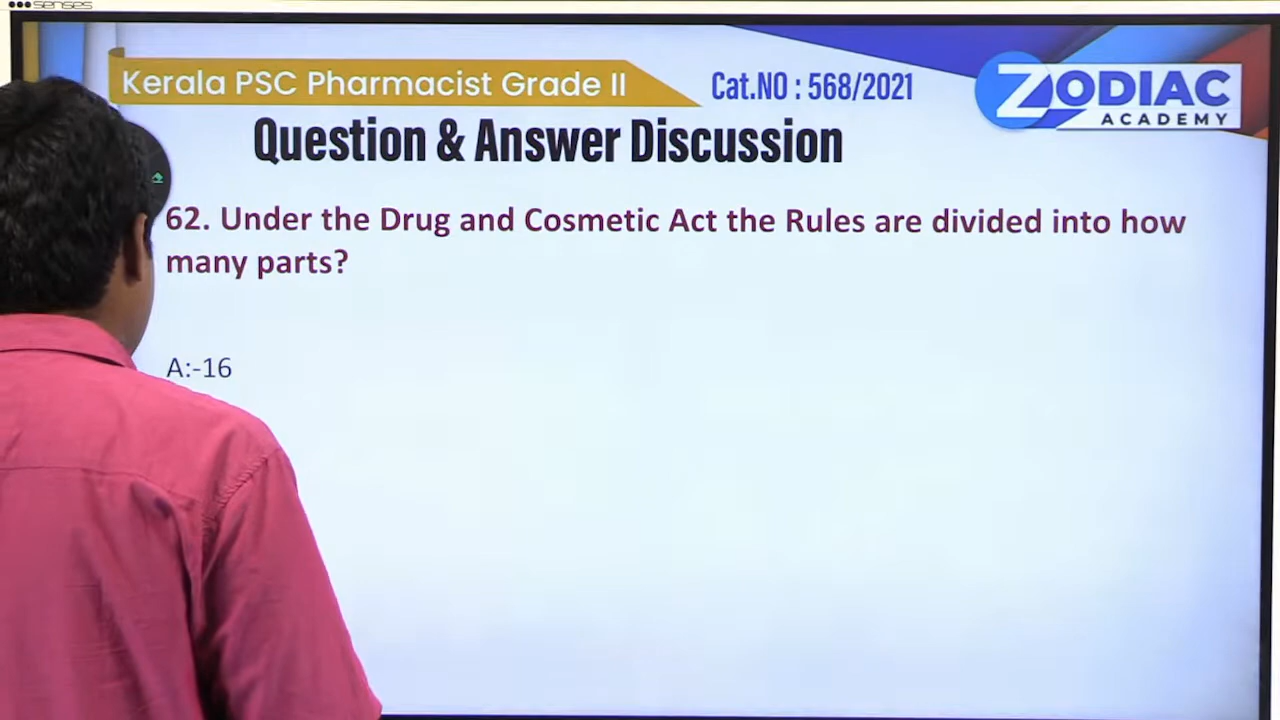 senses
Kerala PSC Pharmacist Grade II
Cat.NO : 568/2021
ZODIAC
ACADEMY
Question & Answer Discussion
62. Under the Drug and Cosmetic Act the Rules are divided into how
many parts?
A:-16